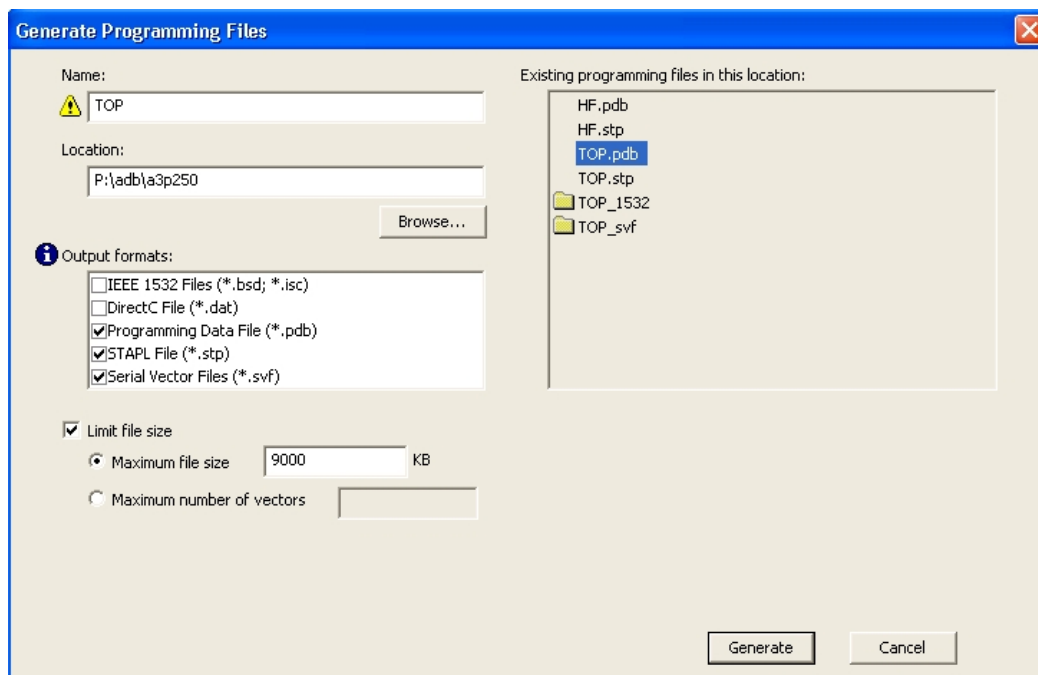 Generate Programming Files
Name:
TOP
Location:
P:\adb\a3p250
Browse...
Output formats:
IEEE 1532 Files (*.bsd; *.isc)
DirectC File (*.dat)
Programming Data File (*.pdb)
STAPL File (*.stp)
Serial Vector Files (*.svf)
Limit file size
Maximum file size 9000 KB
Maximum number of vectors
Existing programming files in this location:
HF.pdb
HF.stp
TOP.pdb
TOP.stp
TOP_1532
TOP_svf
Generate Cancel